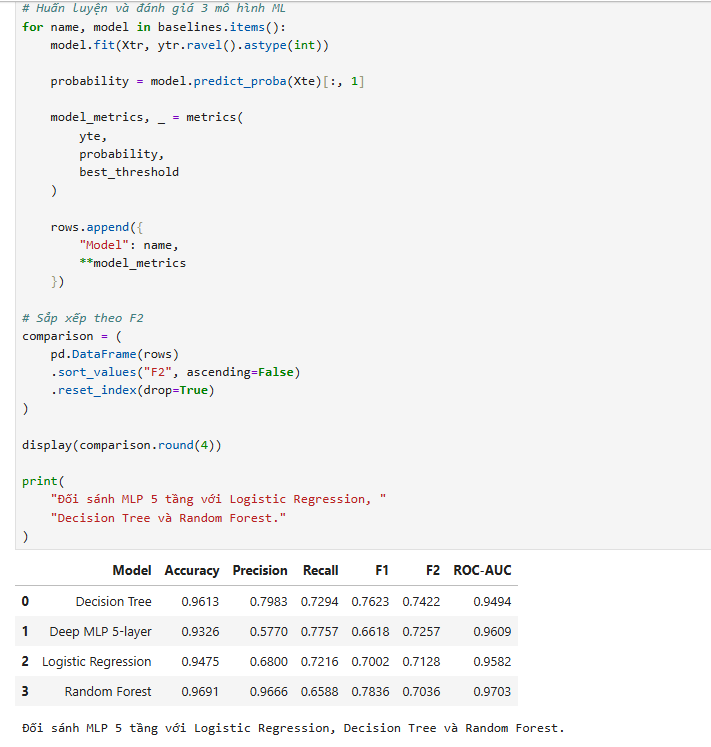 # Huấn luyện và đánh giá 3 mô hình ML
for name, model in baselines.items():
    model.fit(Xtr, ytr.ravel().astype(int))
    probability = model.predict_proba(Xte)[:, 1]
    model_metrics, _ = metrics(
        yte,
        probability,
        best_threshold
    )
    rows.append({
        "Model": name,
        **model_metrics
    })
# Sắp xếp theo F2
comparison = (
    pd.DataFrame(rows)
    .sort_values("F2", ascending=False)
    .reset_index(drop=True)
)
display(comparison.round(4))
print(
    "Đối sánh MLP 5 tầng với Logistic Regression, "
    "Decision Tree và Random Forest."
)
Model Accuracy Precision Recall F1 F2 ROC-AUC
0 Decision Tree 0.9613 0.7983 0.7294 0.7623 0.7422 0.9494
1 Deep MLP 5-layer 0.9326 0.5770 0.7757 0.6618 0.7257 0.9609
2 Logistic Regression 0.9475 0.6800 0.7216 0.7002 0.7128 0.9582
3 Random Forest 0.9691 0.9666 0.6588 0.7836 0.7036 0.9703
Đối sánh MLP 5 tầng với Logistic Regression, Decision Tree và Random Forest.